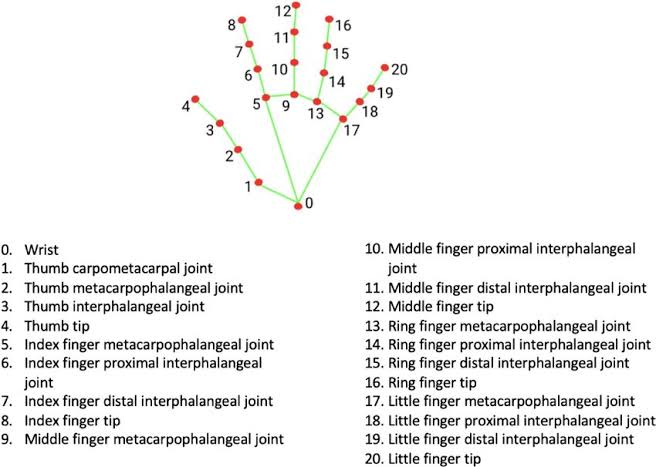 12
8
16
11
7
15
10
20
6
14
19
4
5
9
18
13
3
17
2
1
0
0. Wrist
1. Thumb carpometacarpal joint
2. Thumb metacarpophalangeal joint
3. Thumb interphalangeal joint
4. Thumb tip
5. Index finger metacarpophalangeal joint
6. Index finger proximal interphalangeal
joint
7. Index finger distal interphalangeal joint
8. Index finger tip
9. Middle finger metacarpophalangeal joint
10. Middle finger proximal interphalangeal
joint
11. Middle finger distal interphalangeal joint
12. Middle finger tip
13. Ring finger metacarpophalangeal joint
14. Ring finger proximal interphalangeal joint
15. Ring finger distal interphalangeal joint
16. Ring finger tip
17. Little finger metacarpophalangeal joint
18. Little finger proximal interphalangeal joint
19. Little finger distal interphalangeal joint
20. Little finger tip